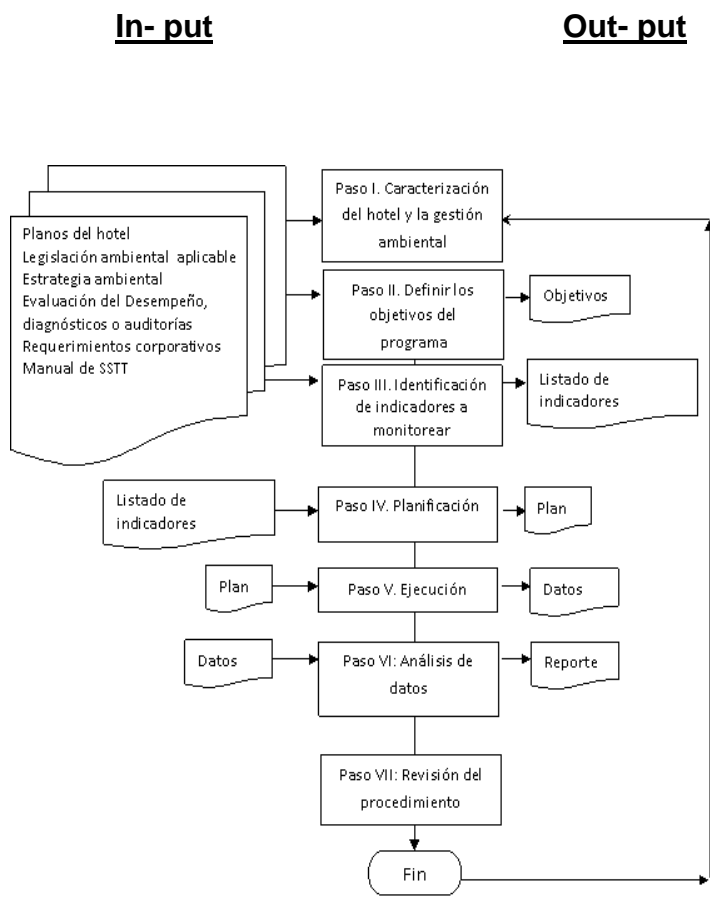 In- put
Out- put
Planos del hotel
Legislación ambiental aplicable
Estrategia ambiental
Evaluación del Desempeño,
diagnósticos o auditorías
Requerimientos corporativos
Manual de SSTT
Paso I. Caracterización
del hotel y la gestión
ambiental
Paso II. Definir los
objetivos del
programa
Objetivos
Paso III. Identificación
de indicadores a
monitorear
Listado de
indicadores
Listado de
indicadores
Paso IV. Planificación
Plan
Plan
Paso V. Ejecución
Datos
Datos
Paso VI: Análisis de
datos
Reporte
Paso VII: Revisión del
procedimiento
Fin